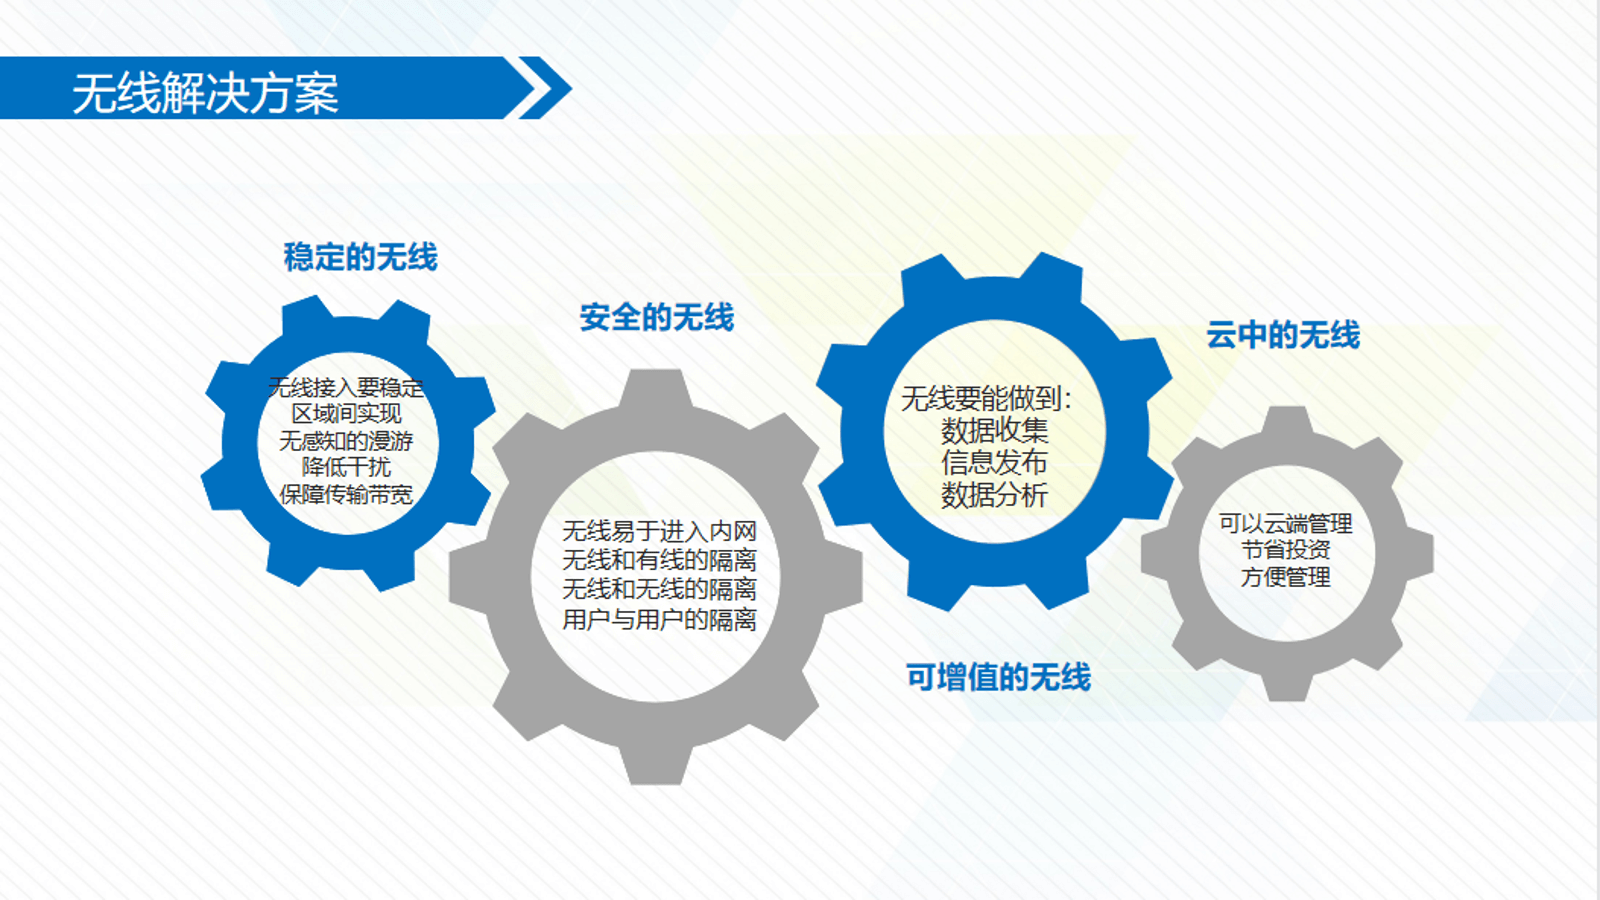 无线解决方案
稳定的无线
无线接入要稳定
区域间实现
无感知的漫游
降低干扰
保障传输带宽
安全的无线
无线易于进入内网
无线和有线的隔离
无线和无线的隔离
用户与用户的隔离
无线要能做到：
数据收集
信息发布
数据分析
可增值的无线
云中的无线
可以云端管理
节省投资
方便管理